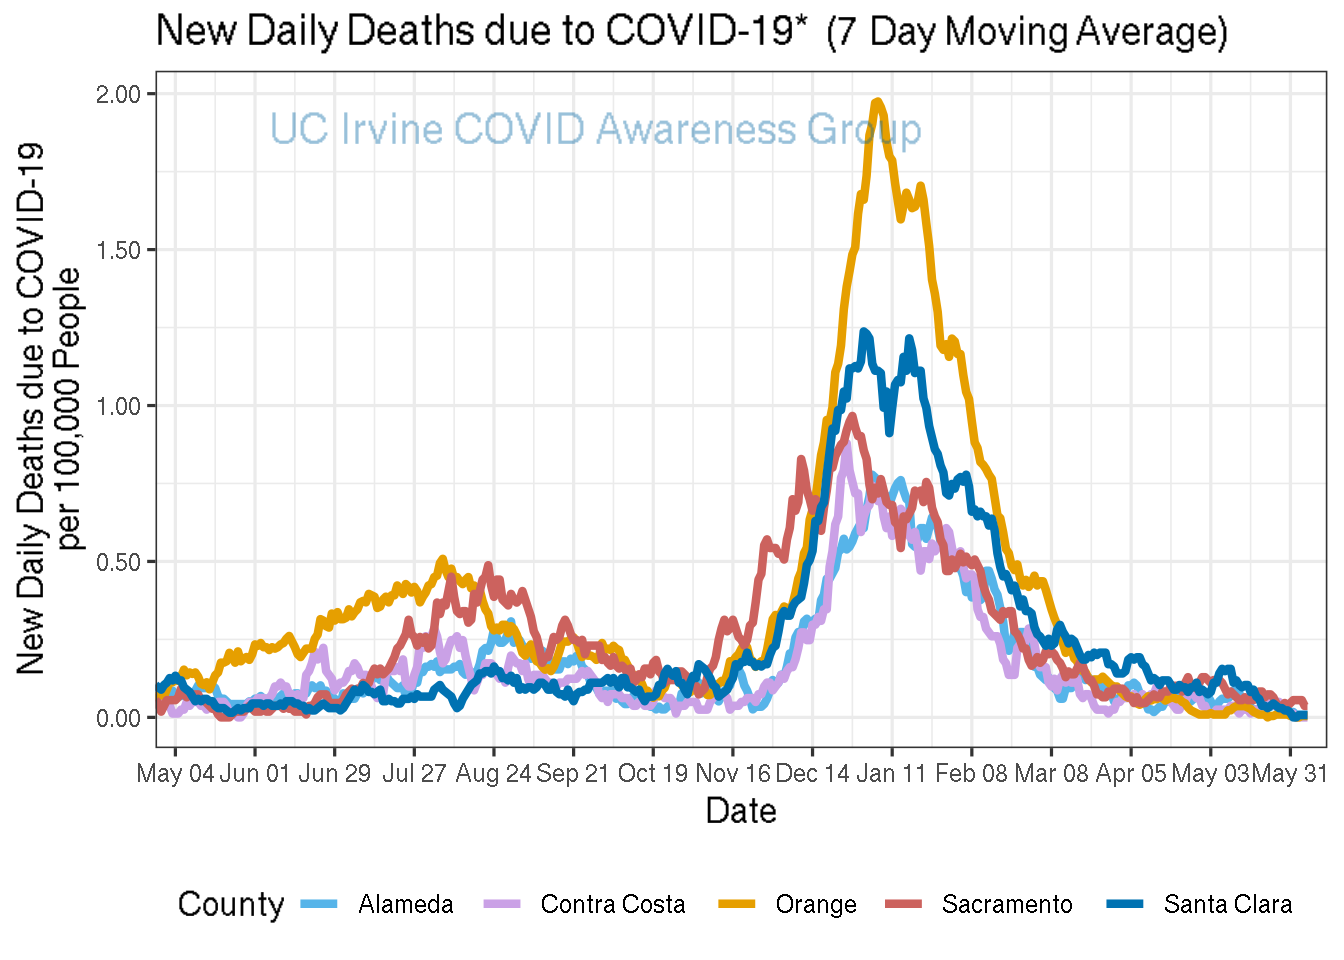 New Daily Deaths due to COVID-19* (7 Day Moving Average)
UC Irvine COVID Awareness Group
New Daily Deaths due to COVID-19
per 100,000 People
2.00
1.50
1.00
0.50
0.00
May 04 Jun 01 Jun 29 Jul 27 Aug 24 Sep 21 Oct 19 Nov 16 Dec 14 Jan 11 Feb 08 Mar 08 Apr 05 May 03 May 31
Date
County Alameda Contra Costa Orange Sacramento Santa Clara